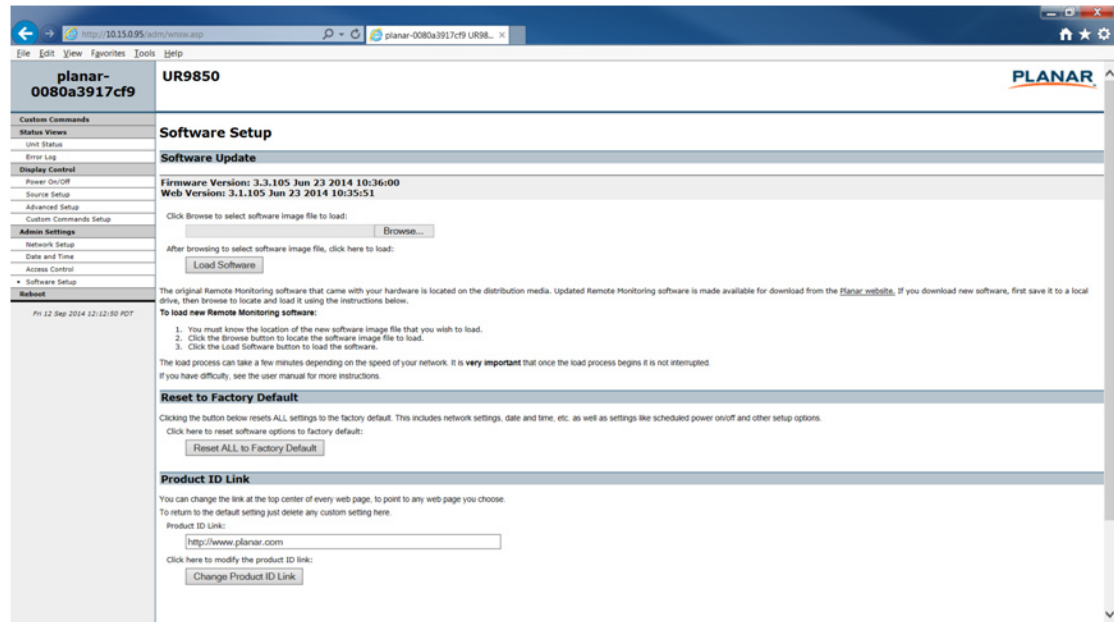 http://10.15.0.95/adm/wnsw.asp
planar-0080a3917cf9 UR98...
File Edit View Favorites Tools Help
planar-
0080a3917cf9
UR9850
PLANAR
Custom Commands
Status Views
Unit Status
Error Log
Display Control
Power On/Off
Source Setup
Advanced Setup
Custom Commands Setup
Admin Settings
Network Setup
Date and Time
Access Control
Software Setup
Reboot
Fri 12 Sep 2014 12:12:50 PDT
Software Setup
Software Update
Firmware Version: 3.3.105 Jun 23 2014 10:36:00
Web Version: 3.1.105 Jun 23 2014 10:35:51
Click Browse to select software image file to load:
Browse...
After browsing to select software image file, click here to load:
Load Software
The original Remote Monitoring software that came with your hardware is located on the distribution media. Updated Remote Monitoring software is made available for download from the Planar website. If you download new software, first save it to a local
drive, then browse to locate and load it using the instructions below.
To load new Remote Monitoring software:
1. You must know the location of the new software image file that you wish to load.
2. Click the Browse button to locate the software image file to load.
3. Click the Load Software button to load the software.
The load process can take a few minutes depending on the speed of your network. It is very important that once the load process begins it is not interrupted.
If you have difficulty, see the user manual for more instructions.
Reset to Factory Default
Clicking the button below resets ALL settings to the factory default. This includes network settings, date and time, etc. as well as settings like scheduled power on/off and other setup options.
Click here to reset software options to factory default:
Reset ALL to Factory Default
Product ID Link
You can change the link at the top center of every web page, to point to any web page you choose.
To return to the default setting just delete any custom setting here.
Product ID Link:
http://www.planar.com
Click here to modify the product ID link:
Change Product ID Link